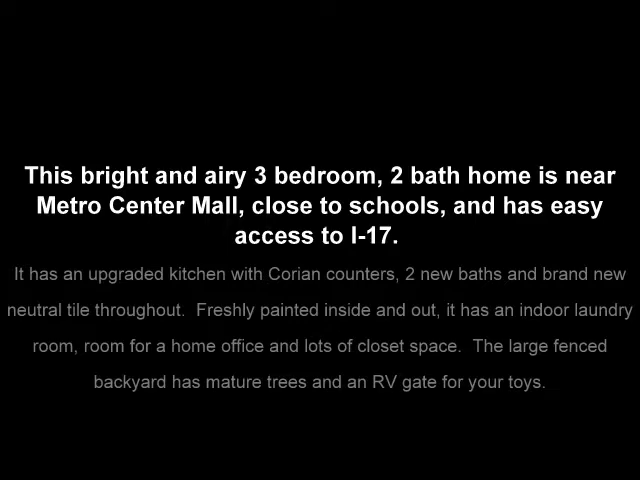 This bright and airy 3 bedroom, 2 bath home is near
Metro Center Mall, close to schools, and has easy
access to I-17.
It has an upgraded kitchen with Corian counters, 2 new baths and brand new
neutral tile throughout.  Freshly painted inside and out, it has an indoor laundry
room, room for a home office and lots of closet space.  The large fenced
backyard has mature trees and an RV gate for your toys.